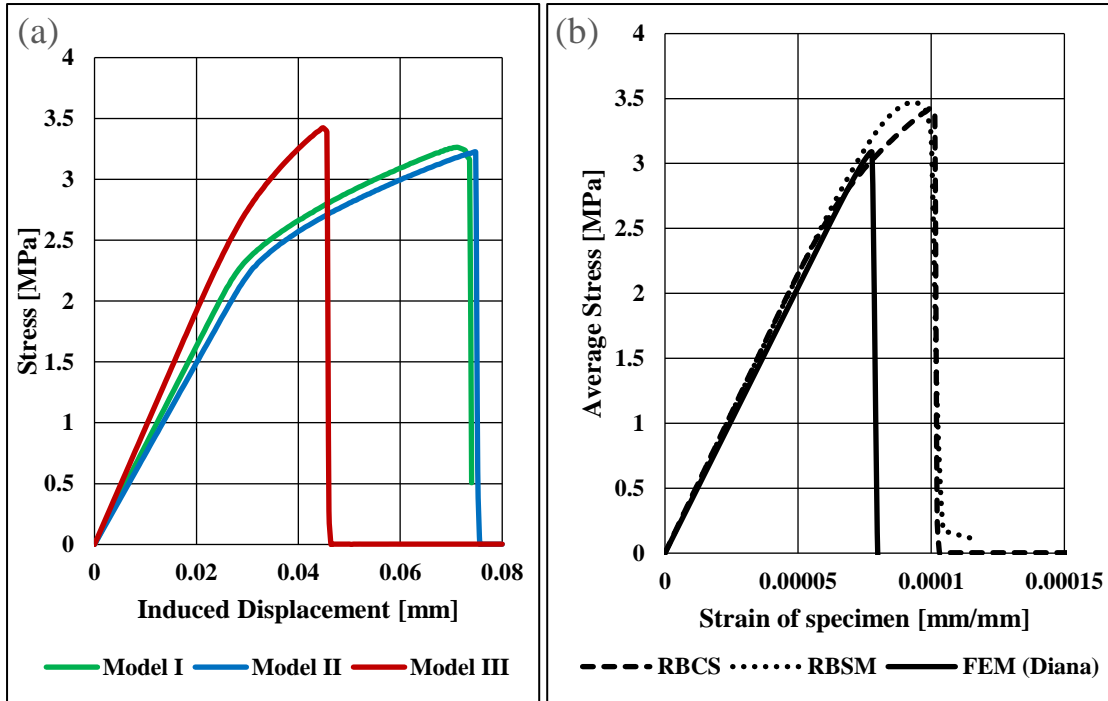 (a)
Stress [MPa]
4
3.5
3
2.5
2
1.5
1
0.5
0
0 0.02 0.04 0.06 0.08
Induced Displacement [mm]
Model I Model II Model III
(b)
Average Stress [MPa]
4
3.5
3
2.5
2
1.5
1
0.5
0
0 0.00005 0.0001 0.00015
Strain of specimen [mm/mm]
RBCS RBSM FEM (Diana)